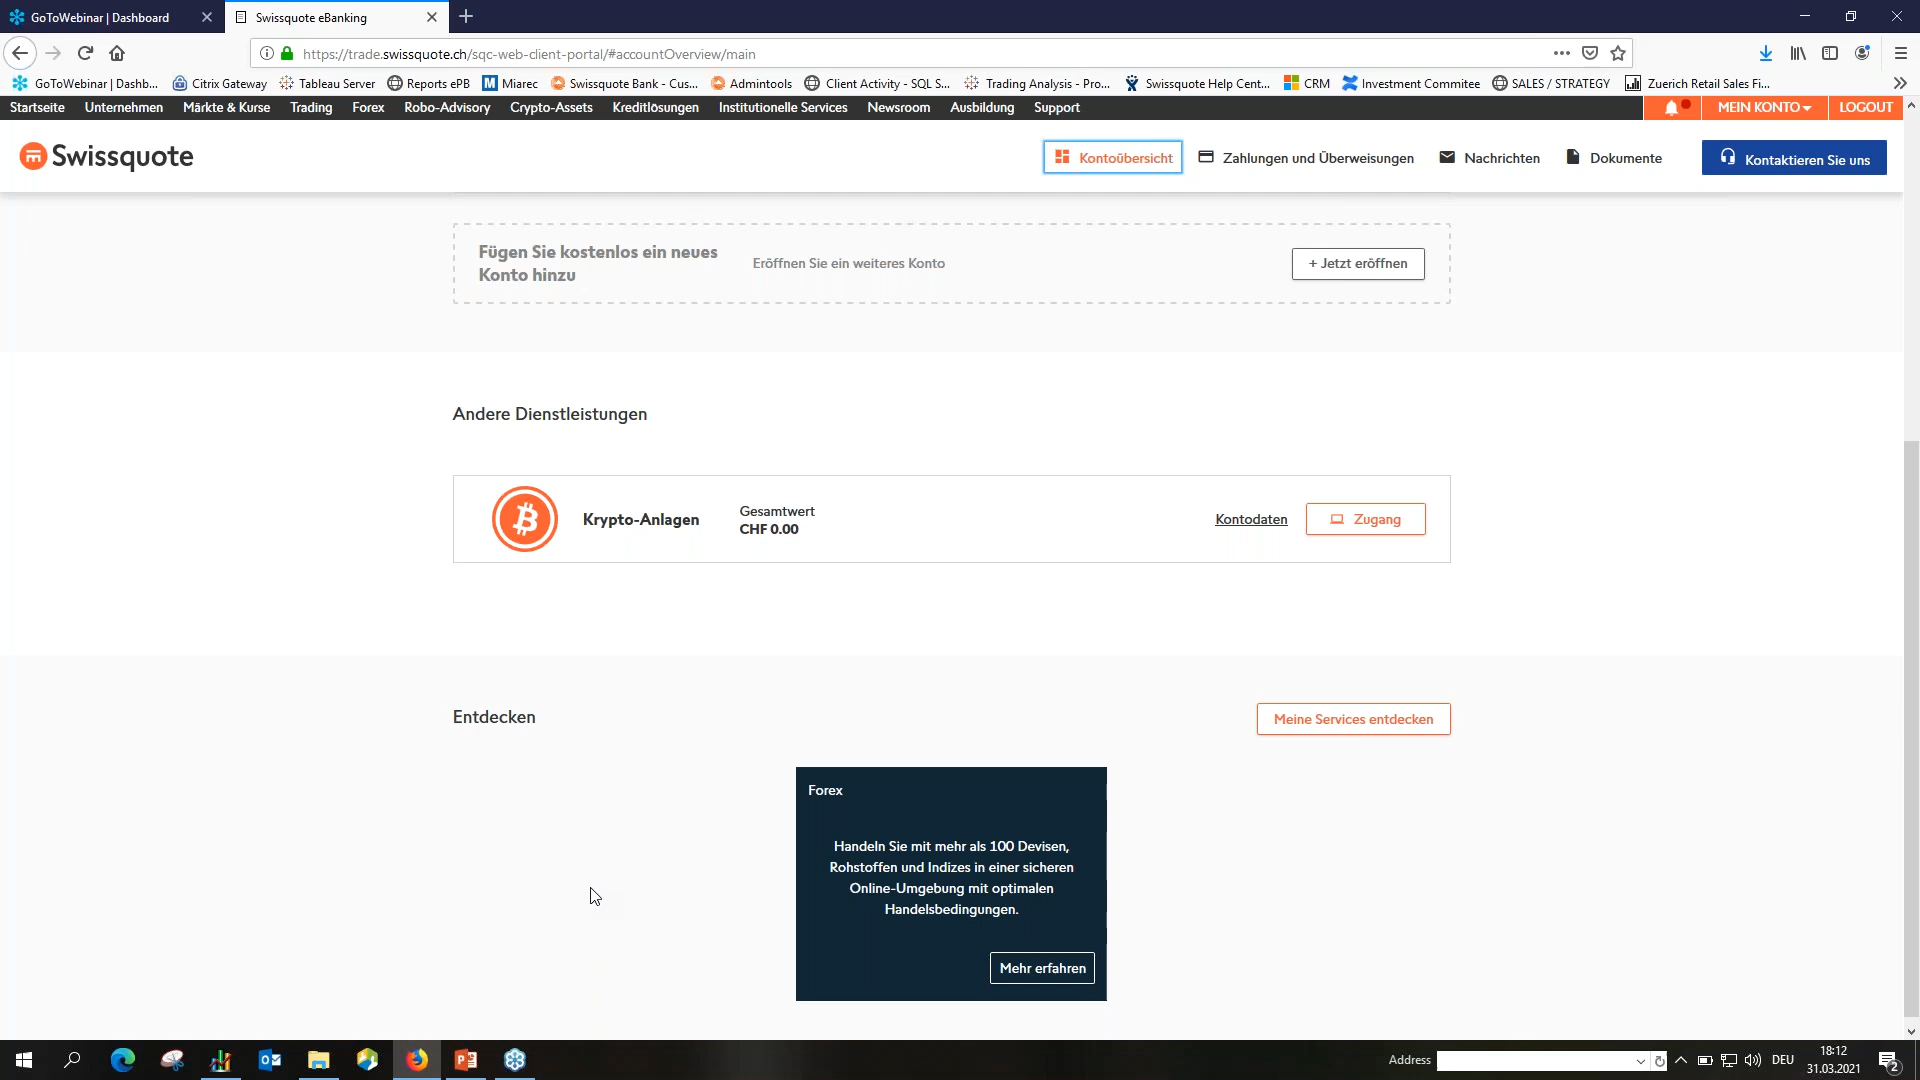 GoToWebinar | Dashboard
Swissquote eBanking
https://trade.swissquote.ch/sqc-web-client-portal/#accountOverview/main
GoToWebinar | Dashb...
Citrix Gateway
Tableau Server
Reports ePB
M Miarec
Swissquote Bank - Cus...
Admintools
Client Activity - SQL S...
Trading Analysis - Pro...
Swissquote Help Cent...
CRM
Investment Commitee
SALES / STRATEGY
Zuerich Retail Sales Fi...
Startseite
Unternehmen
Märkte & Kurse
Trading
Forex
Robo-Advisory
Crypto-Assets
Kreditlösungen
Institutionelle Services
Newsroom
Ausbildung
Support
MEIN KONTO
LOGOUT
Swissquote
Kontoübersicht
Zahlungen und Überweisungen
Nachrichten
Dokumente
Kontaktieren Sie uns
Fügen Sie kostenlos ein neues
Konto hinzu
Eröffnen Sie ein weiteres Konto
+ Jetzt eröffnen
Andere Dienstleistungen
Krypto-Anlagen
Gesamtwert
CHF 0.00
Kontodaten
Zugang
Entdecken
Meine Services entdecken
Forex
Handeln Sie mit mehr als 100 Devisen,
Rohstoffen und Indizes in einer sicheren
Online-Umgebung mit optimalen
Handelsbedingungen.
Mehr erfahren
Address
DEU
18:12
31.03.2021
2